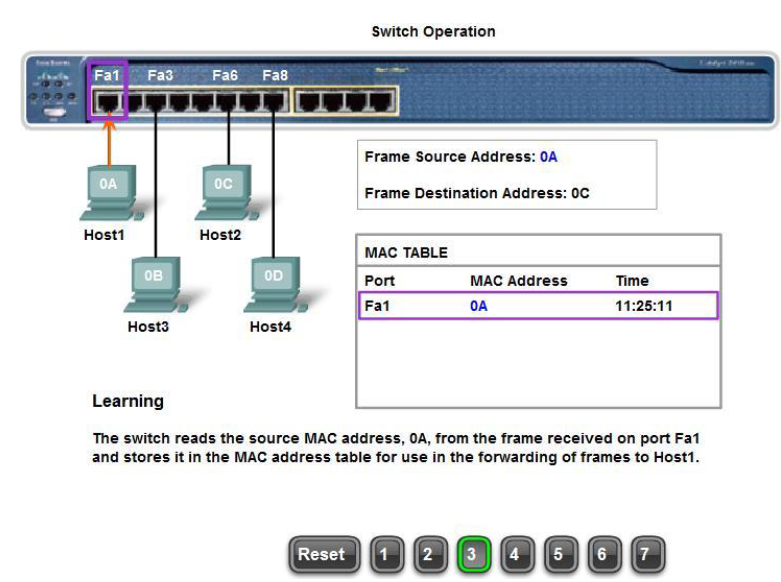 Switch Operation
Fa1 Fa3 Fa6 Fa8
Frame Source Address: 0A
Frame Destination Address: 0C
0A 0C
Host1 Host2
0B 0D
Host3 Host4
MAC TABLE
Port MAC Address Time
Fa1 0A 11:25:11
Learning
The switch reads the source MAC address, 0A, from the frame received on port Fa1
and stores it in the MAC address table for use in the forwarding of frames to Host1.
Reset 1 2 3 4 5 6 7